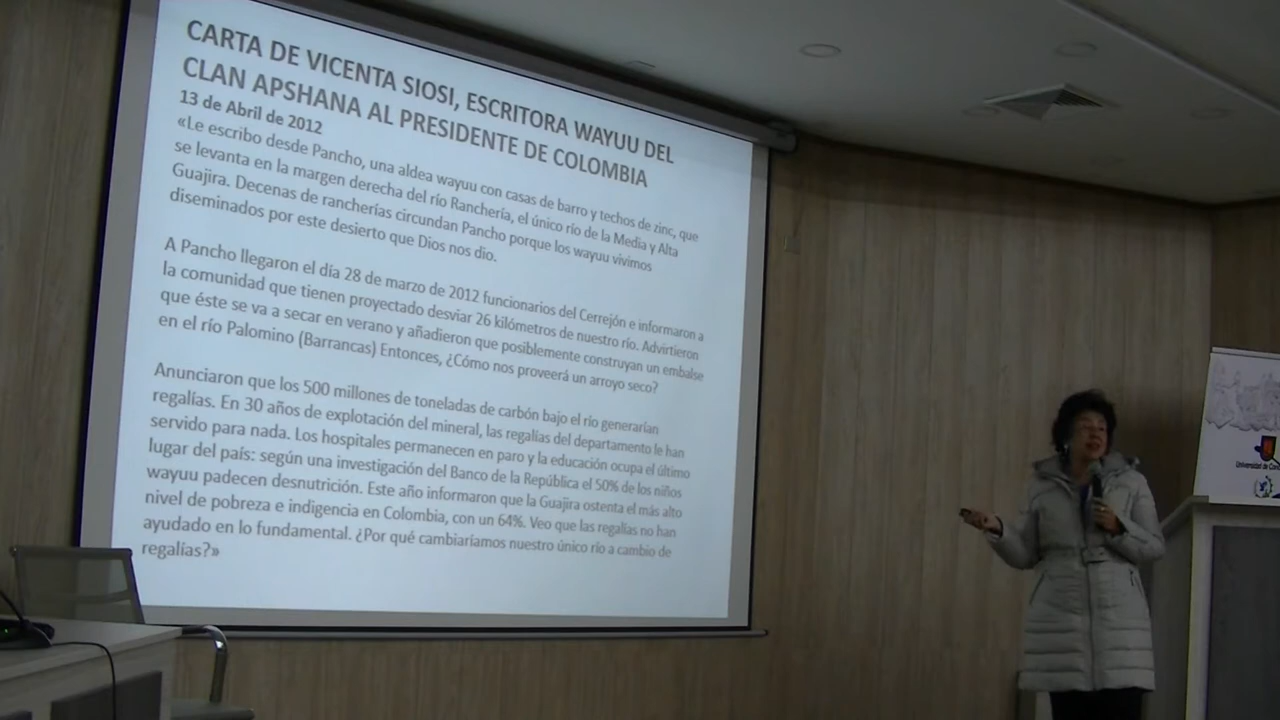 CARTA DE VICENTA SIOSI, ESCRITORA WAYUU DEL
CLAN APSHANA AL PRESIDENTE DE COLOMBIA
13 de Abril de 2012
«Le escribo desde Pancho, una aldea wayuu con casas de barro y techos de zinc, que
se levanta en la margen derecha del río Ranchería, el único río de la Media y Alta
Guajira. Decenas de rancherías circundan Pancho porque los wayuu vivimos
diseminados por este desierto que Dios nos dio.
A Pancho llegaron el día 28 de marzo de 2012 funcionarios del Cerrejón e informaron a
la comunidad que tienen proyectado desviar 26 kilómetros de nuestro río. Advirtieron
que éste se va a secar en verano y añadieron que posiblemente construyan un embalse
en el río Palomino (Barrancas) Entonces, ¿Cómo nos proveerá un arroyo seco?
Anunciaron que los 500 millones de toneladas de carbón bajo el río generarían
regalías. En 30 años de explotación del mineral, las regalías del departamento le han
servido para nada. Los hospitales permanecen en paro y la educación ocupa el último
lugar del país: según una investigación del Banco de la República el 50% de los niños
wayuu padecen desnutrición. Este año informaron que la Guajira ostenta el más alto
nivel de pobreza e indigencia en Colombia, con un 64%. Veo que las regalías no han
ayudado en lo fundamental. ¿Por qué cambiaríamos nuestro único río a cambio de
regalías?»
Universidad de